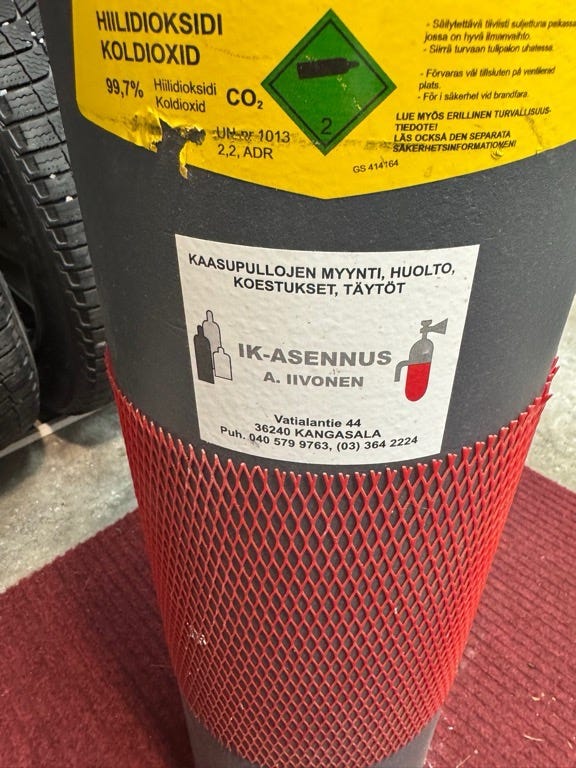 HIILIDIOKSIDI
KOLDIOXID
99,7% Hiilidioksidi
Koldioxid
CO₂
UN nr 1013
2,2, ADR
2
- Säilytettävä tiiviisti suljettuna
jossa on hyvä ilmanvaihto.
- Siirrä turvaan tulipalon uhatessa.
- Förvaras väl tillsluten på ventilerad
plats.
- För i säkerhet vid brandfara.
LUE MYÖS ERILLINEN TURVALLISUUS-
TIEDOTE!
LÄS OCKSÅ DEN SEPARATA
SÄKERHETSINFORMATIONEN!
GS 414164
KAASUPULLOJEN MYYNTI, HUOLTO,
KOESTUKSET, TÄYTÖT
IK-ASENNUS
A. IIVONEN
Vatialantie 44
36240 KANGASALA
Puh. 040 579 9763, (03) 364 2224